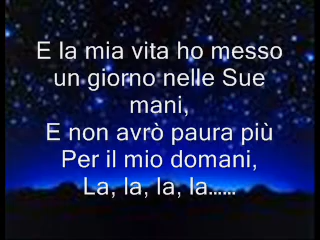 E la mia vita ho messo
un giorno nelle Sue
mani,
E non avrò paura più
Per il mio domani,
La, la, la, la……